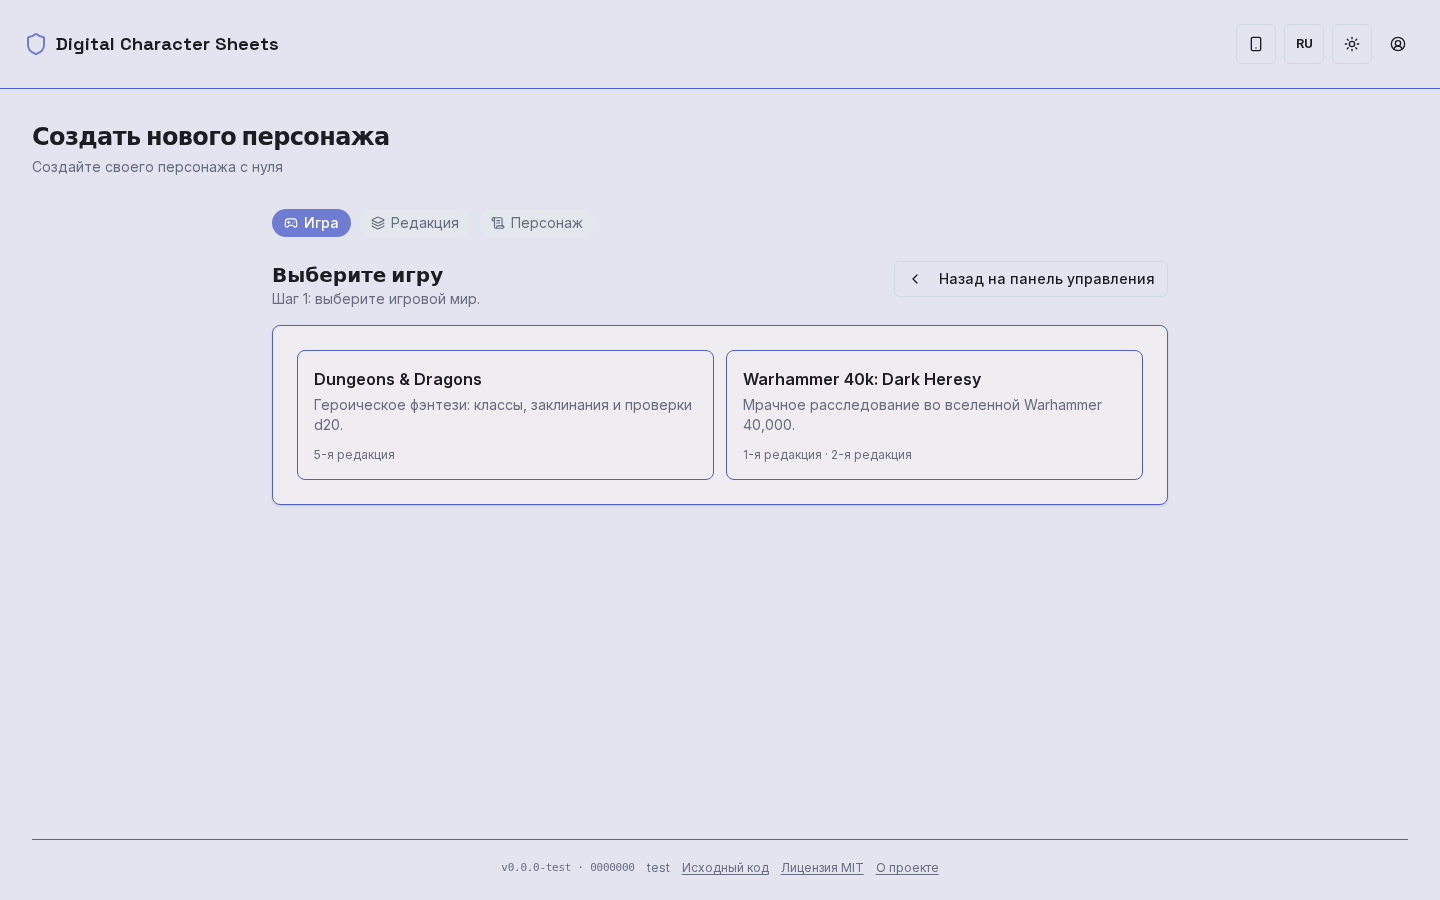 Digital Character Sheets
RU
Создать нового персонажа
Создайте своего персонажа с нуля
Игра
Редакция
Персонаж
Выберите игру
Шаг 1: выберите игровой мир.
Назад на панель управления
Dungeons & Dragons
Героическое фэнтези: классы, заклинания и проверки
d20.
5-я редакция
Warhammer 40k: Dark Heresy
Мрачное расследование во вселенной Warhammer
40,000.
1-я редакция · 2-я редакция
v0.0.0-test · 0000000 test Исходный код Лицензия MIT О проекте